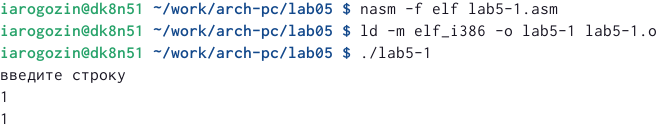 iarogozin@dk8n51 ~/work/arch-pc/lab05 $ nasm -f elf lab5-1.asm
iarogozin@dk8n51 ~/work/arch-pc/lab05 $ ld -m elf_i386 -o lab5-1 lab5-1.o
iarogozin@dk8n51 ~/work/arch-pc/lab05 $ ./lab5-1
введите строку
1
1